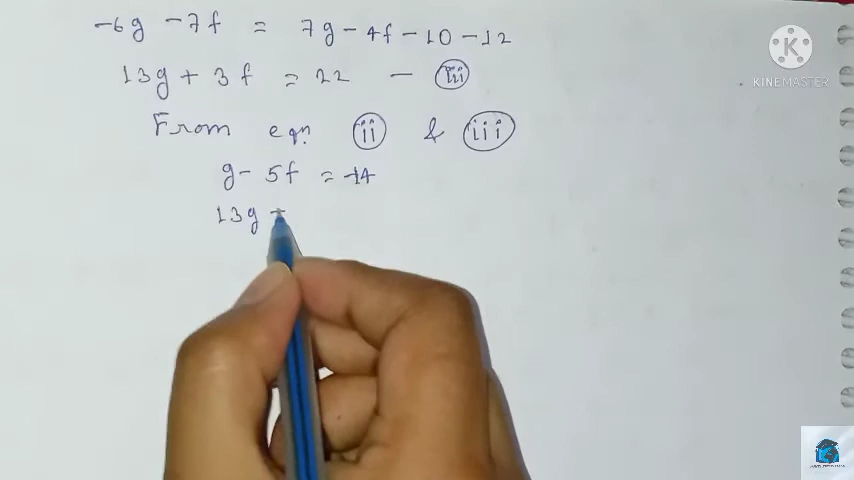 -6g - 7f = 7g - 4f - 10 - 12
13g + 3f = 22 - (iii)
From eqn. (ii) & (iii)
g - 5f = -14
13g +
KINEMASTER